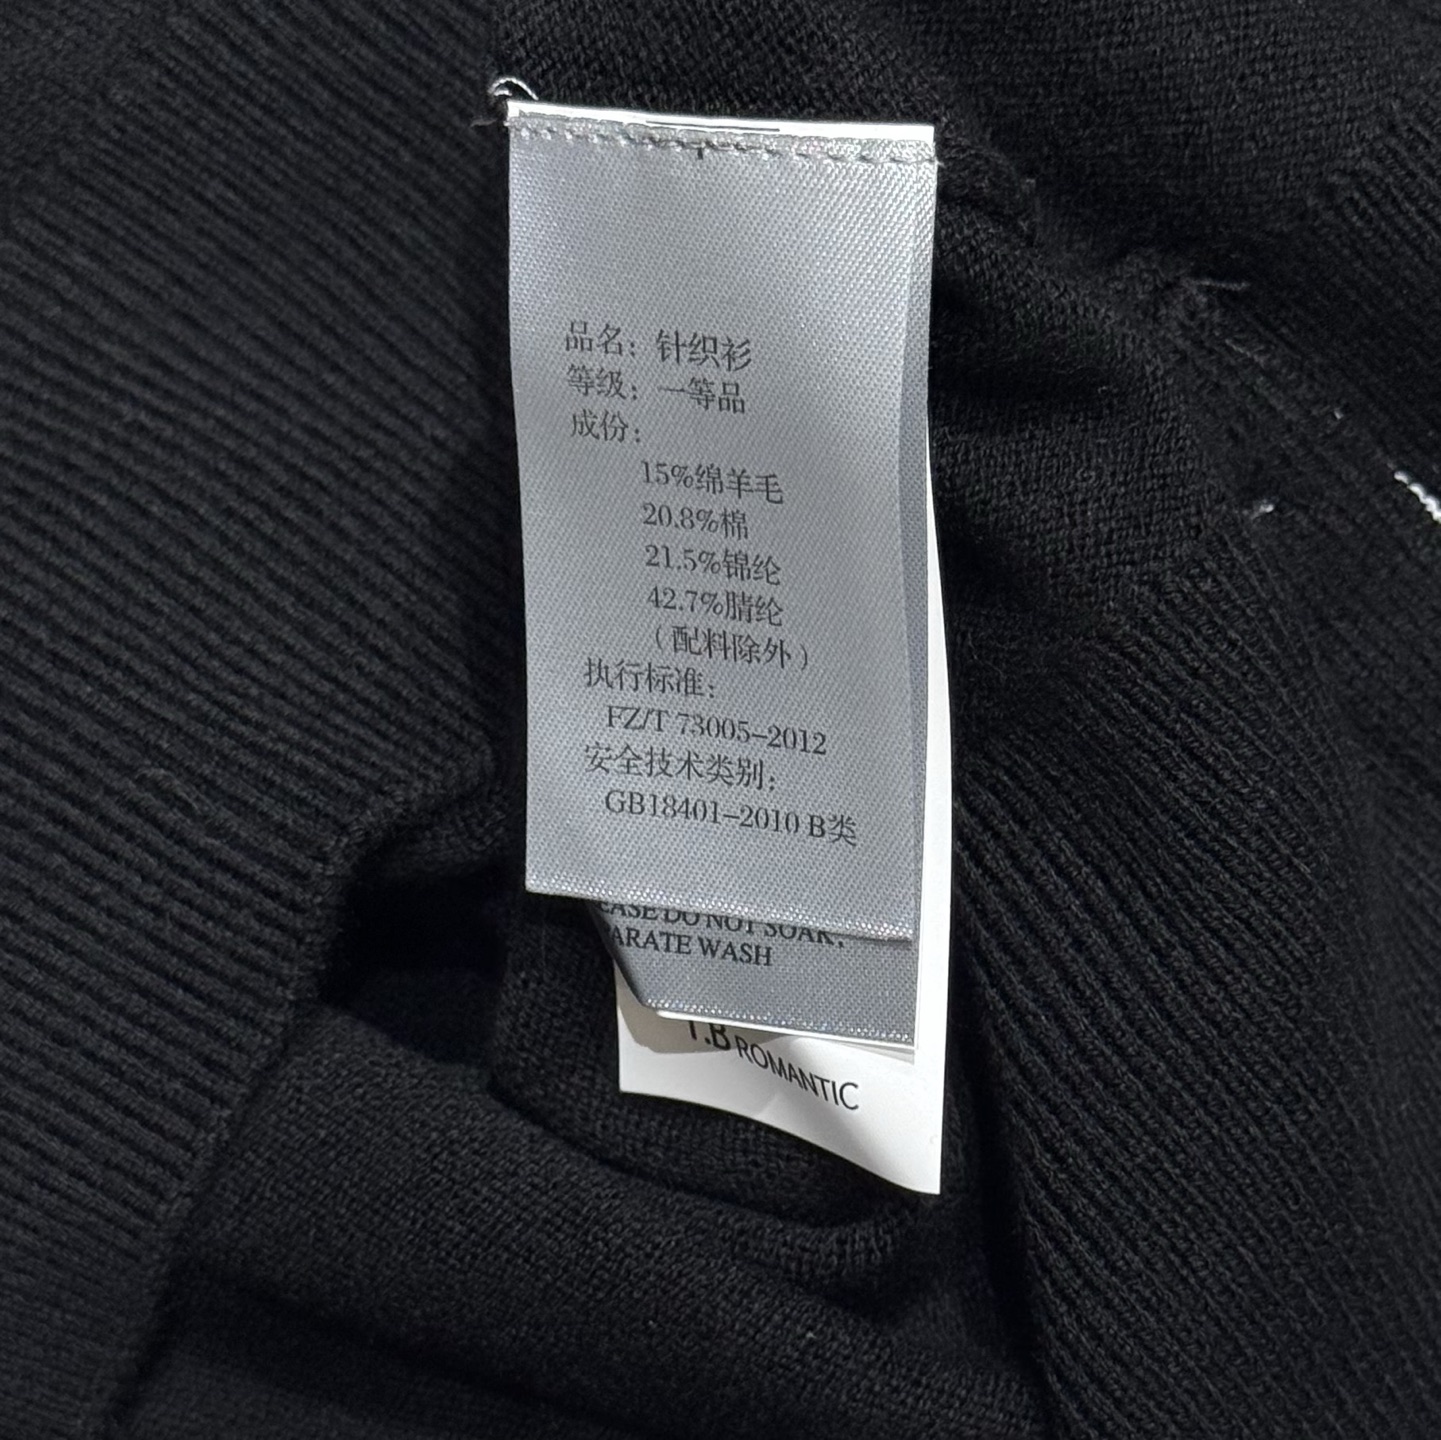 品名：针织衫
等级：一等品
成份：
15%绵羊毛
20.8%棉
21.5%锦纶
42.7%腈纶
（配料除外）
执行标准：
FZ/T 73005-2012
安全技术类别：
GB18401-2010 B类
DO NOT SOAK,
WASH
T.B ROMANTIC